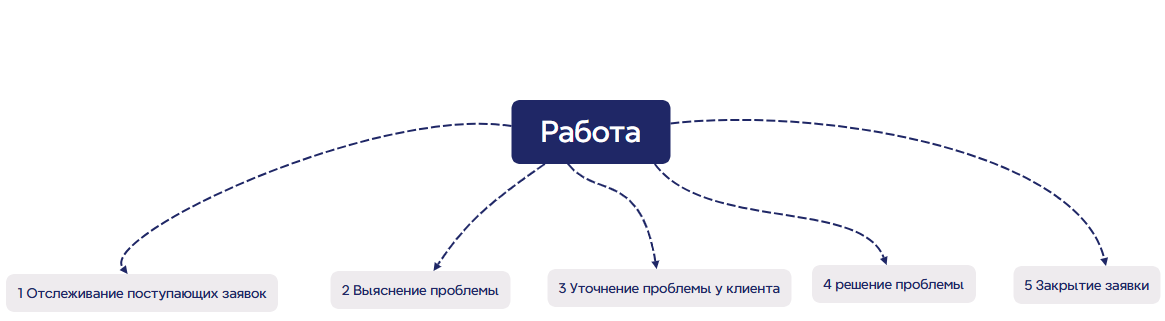 Работа
1 Отслеживание поступающих заявок
2 Выяснение проблемы
3 Уточнение проблемы у клиента
4 решение проблемы
5 Закрытие заявки